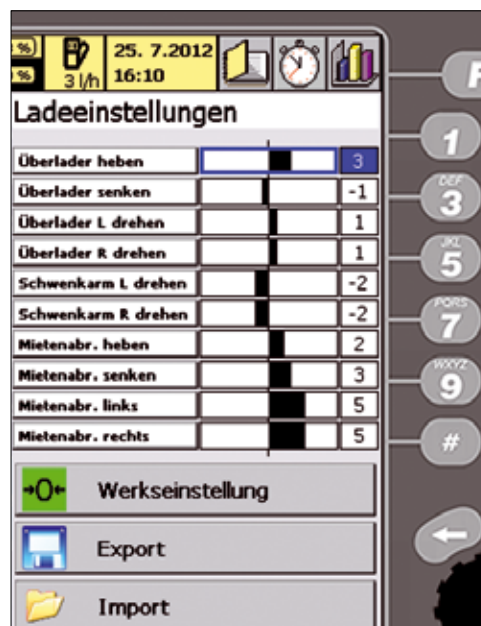 %)
%
3 l/h
25. 7.2012
16:10
Ladeeinstellungen
Überlader heben 3
Überlader senken -1
Überlader L drehen 1
Überlader R drehen 1
Schwenkarm L drehen -2
Schwenkarm R drehen -2
Mietenabr. heben 2
Mietenabr. senken 3
Mietenabr. links 5
Mietenabr. rechts 5
→0← Werkseinstellung
Export
Import
F
1
DEF
3
JKL
5
PQRS
7
WXYZ
9
#
←